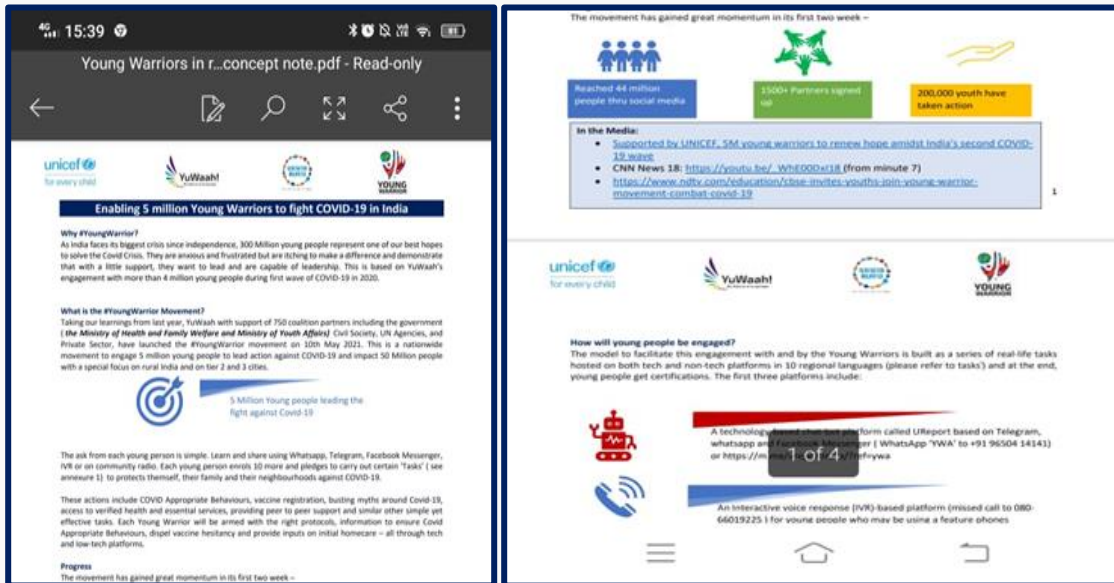 4G 15:39
81
Young Warriors in r...concept note.pdf - Read-only
unicef
for every child
YuWaah!
YOUNG
WARRIOR
Enabling 5 million Young Warriors to fight COVID-19 in India
Why #YoungWarrior?
As India faces its biggest crisis since independence, 300 Million young people represent one of our best hopes
to solve the Covid Crisis. They are anxious and frustrated but are itching to make a difference and demonstrate
that with a little support, they want to lead and are capable of leadership. This is based on YuWaah's
engagement with more than 4 million young people during first wave of COVID-19 in 2020.
What is the #YoungWarrior Movement?
Taking our learnings from last year, YuWaah with support of 750 coalition partners including the government
( the Ministry of Health and Family Welfare and Ministry of Youth Affairs) Civil Society, UN Agencies, and
Private Sector, have launched the #YoungWarrior movement on 10th May 2021. This is a nationwide
movement to engage 5 million young people to lead action against COVID-19 and impact 50 Million people
with a special focus on rural India and on tier 2 and 3 cities.
5 Million Young people leading the
fight against Covid-19
The ask from each young person is simple. Learn and share using Whatsapp, Telegram, Facebook Messenger,
IVR or on community radio. Each young person enrols 10 more and pledges to carry out certain 'Tasks' ( see
annexure 1) to protects themself, their family and their neighbourhoods against COVID-19.
These actions include COVID Appropriate Behaviours, vaccine registration, busting myths around Covid-19,
access to verified health and essential services, providing peer to peer support and similar other simple yet
effective tasks. Each Young Warrior will be armed with the right protocols, information to ensure Covid
Appropriate Behaviours, dispel vaccine hesitancy and provide inputs on initial homecare – all through tech
and low-tech platforms.
Progress
The movement has gained great momentum in its first two week –
The movement has gained great momentum in its first two week –
Reached 44 million
people thru social media
1500+ Partners signed
up
200,000 youth have
taken action
In the Media:
• Supported by UNICEF, 5M young warriors to renew hope amidst India's second COVID-
19 wave
• CNN News 18: https://youtu.be/_WhE00DxrI8 (from minute 7)
• https://www.ndtv.com/education/cbse-invites-youths-join-young-warrior-
movement-combat-covid-19
1
unicef
for every child
YuWaah!
YOUNG
WARRIOR
How will young people be engaged?
The model to facilitate this engagement with and by the Young Warriors is built as a series of real-life tasks
hosted on both tech and non-tech platforms in 10 regional languages (please refer to tasks) and at the end,
young people get certifications. The first three platforms include:
A technology based chat bot platform called UReport based on Telegram,
whatsapp and Facebook Messenger ( WhatsApp 'YWA' to +91 96504 14141)
or https://m.me/ ?ref=ywa
1 of 4
An Interactive voice response (IVR)-based platform (missed call to 080-
66019225 ) for young people who may be using a feature phones